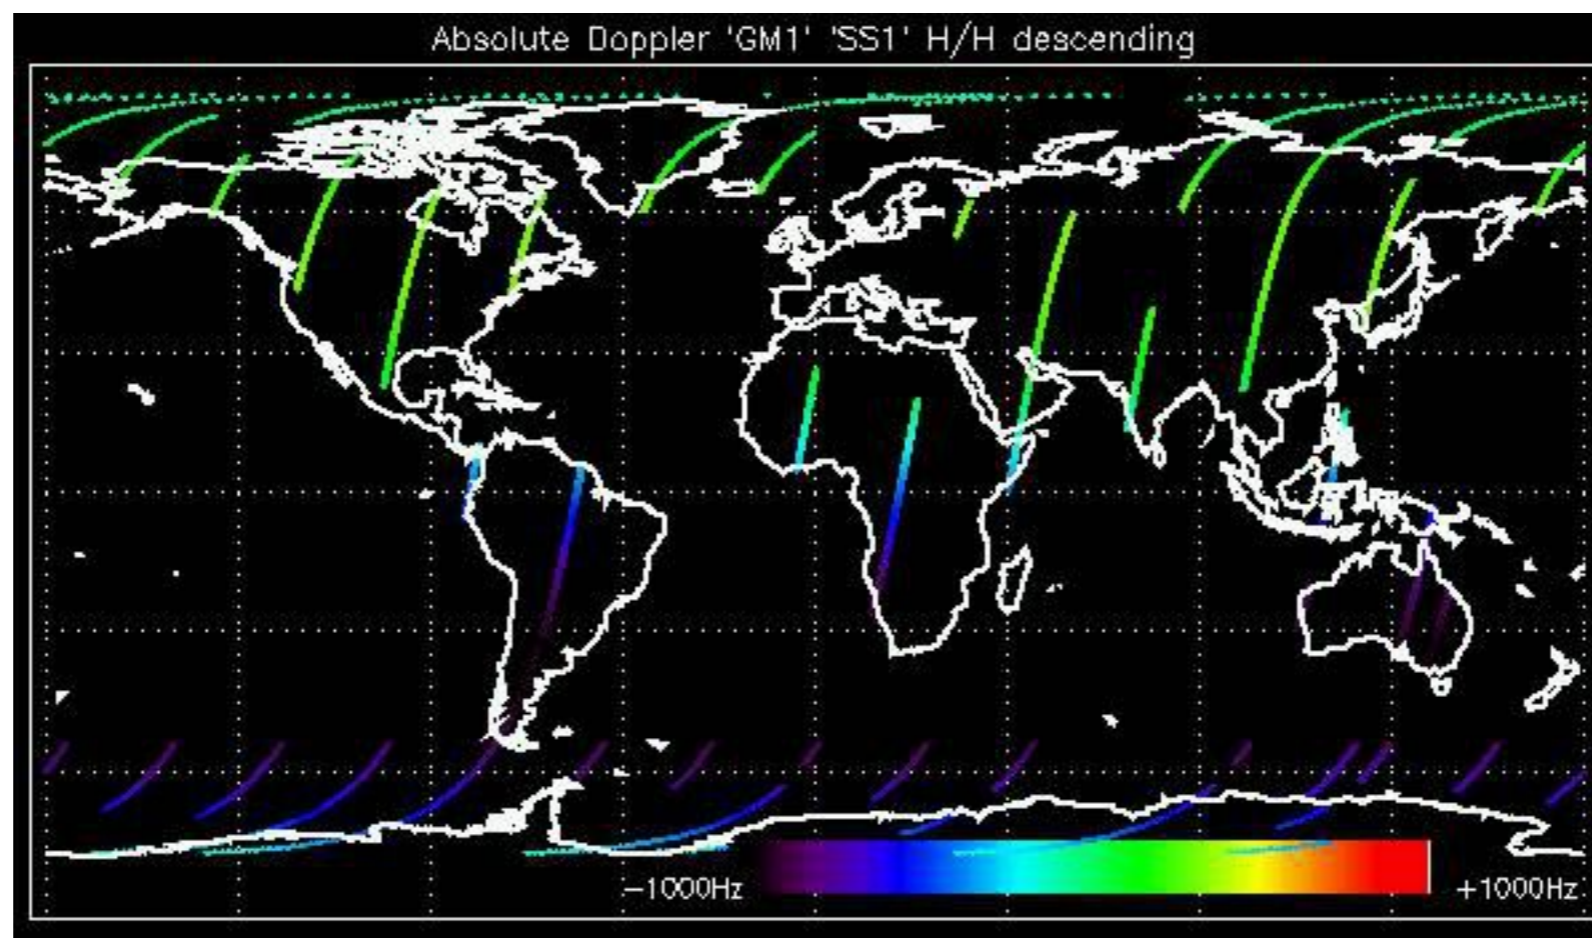 Absolute Doppler 'GM1' 'SS1' H/H descending
−1000Hz
+1000Hz